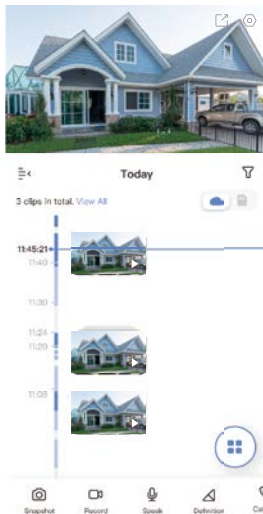 Today
3 clips in total. View All
11:45:21
11:40
11:30
11:24
11:20
11:08
Snapshot
Record
Speak
Definition